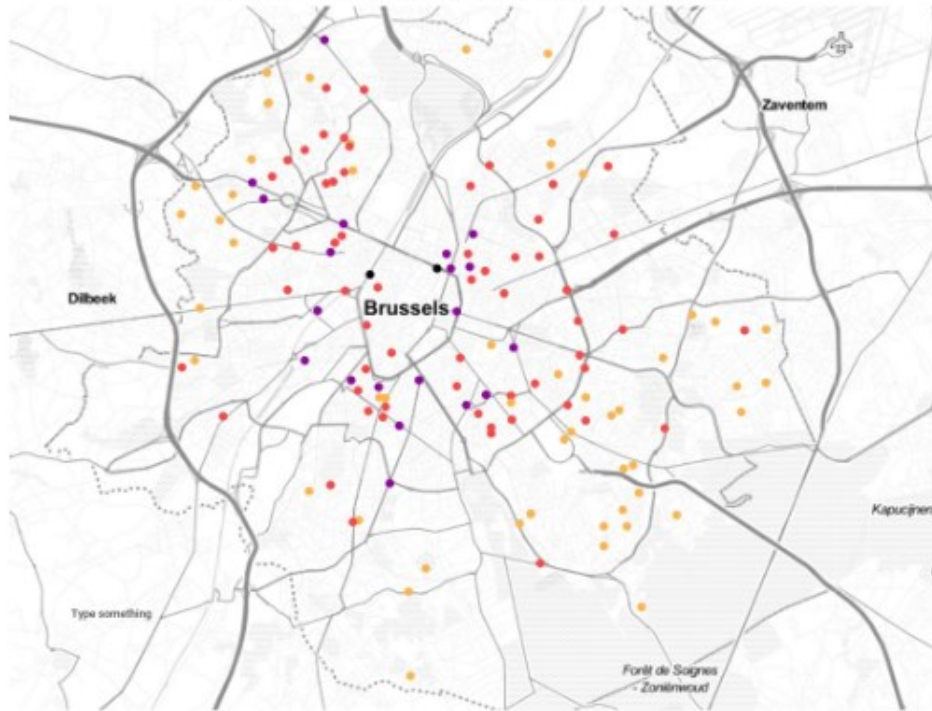 Zaventem
Dilbeek
Brussels
Kapucijnen
Type something
Forêt de Soignes
- Zoniënwoud